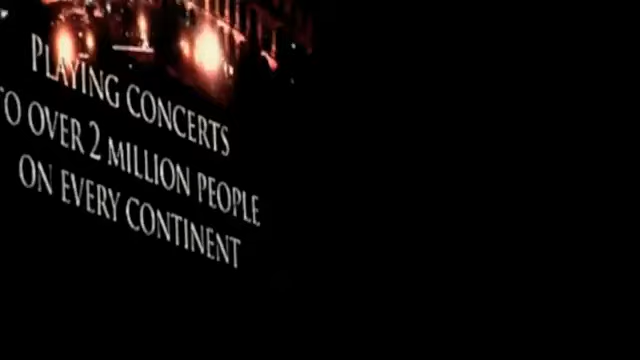 PLAYING CONCERTS
TO OVER 2 MILLION PEOPLE
ON EVERY CONTINENT